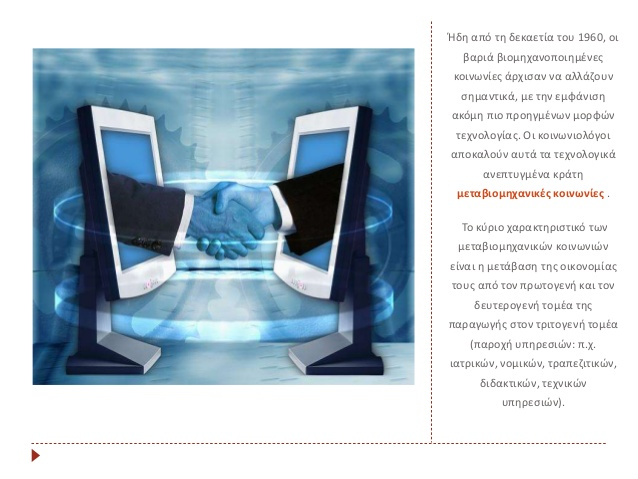 Ήδη από τη δεκαετία του 1960, οι
βαριά βιομηχανοποιημένες
κοινωνίες άρχισαν να αλλάζουν
σημαντικά, με την εμφάνιση
ακόμη πιο προηγμένων μορφών
τεχνολογίας. Οι κοινωνιολόγοι
αποκαλούν αυτά τα τεχνολογικά
ανεπτυγμένα κράτη
μεταβιομηχανικές κοινωνίες .
Το κύριο χαρακτηριστικό των
μεταβιομηχανικών κοινωνιών
είναι η μετάβαση της οικονομίας
τους από τον πρωτογενή και τον
δευτερογενή τομέα της
παραγωγής στον τριτογενή τομέα
(παροχή υπηρεσιών: π.χ.
ιατρικών, νομικών, τραπεζιτικών,
διδακτικών, τεχνικών
υπηρεσιών).